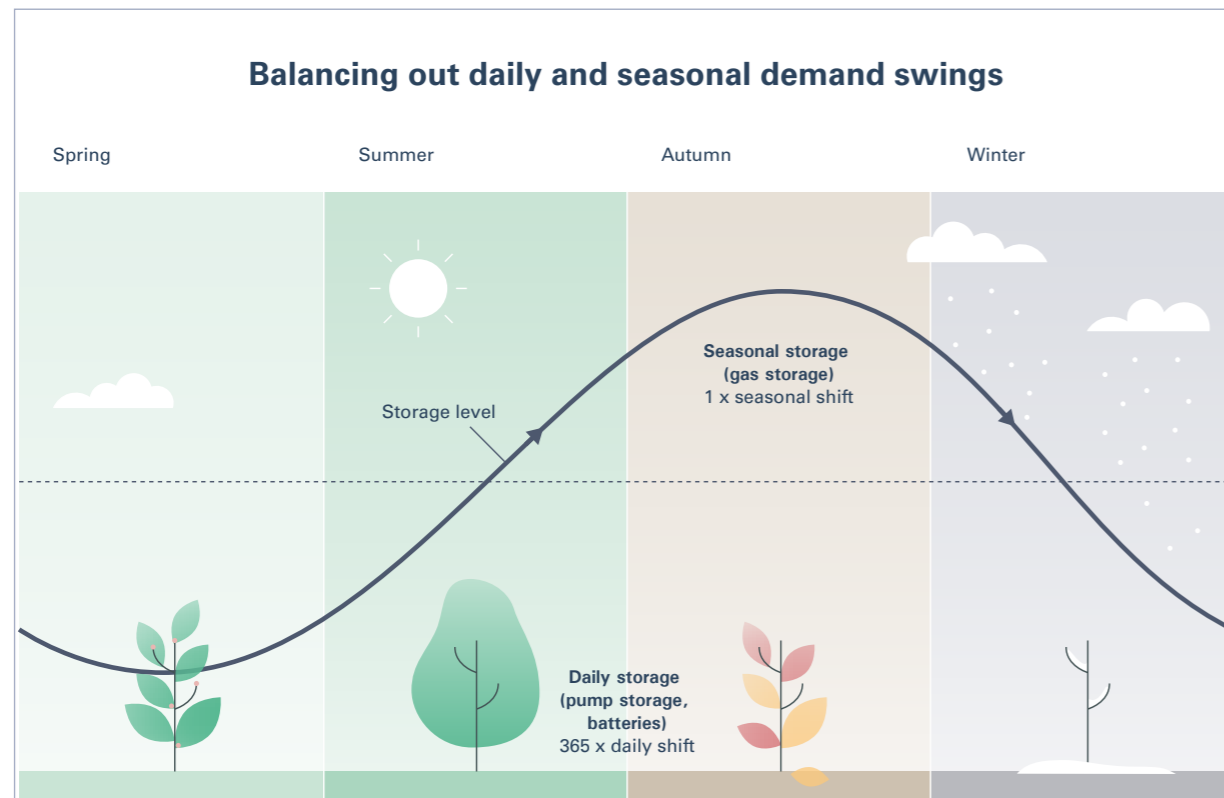 Balancing out daily and seasonal demand swings
Spring
Summer
Autumn
Winter
Seasonal storage
(gas storage)
1 x seasonal shift
Storage level
Daily storage
(pump storage,
batteries)
365 x daily shift